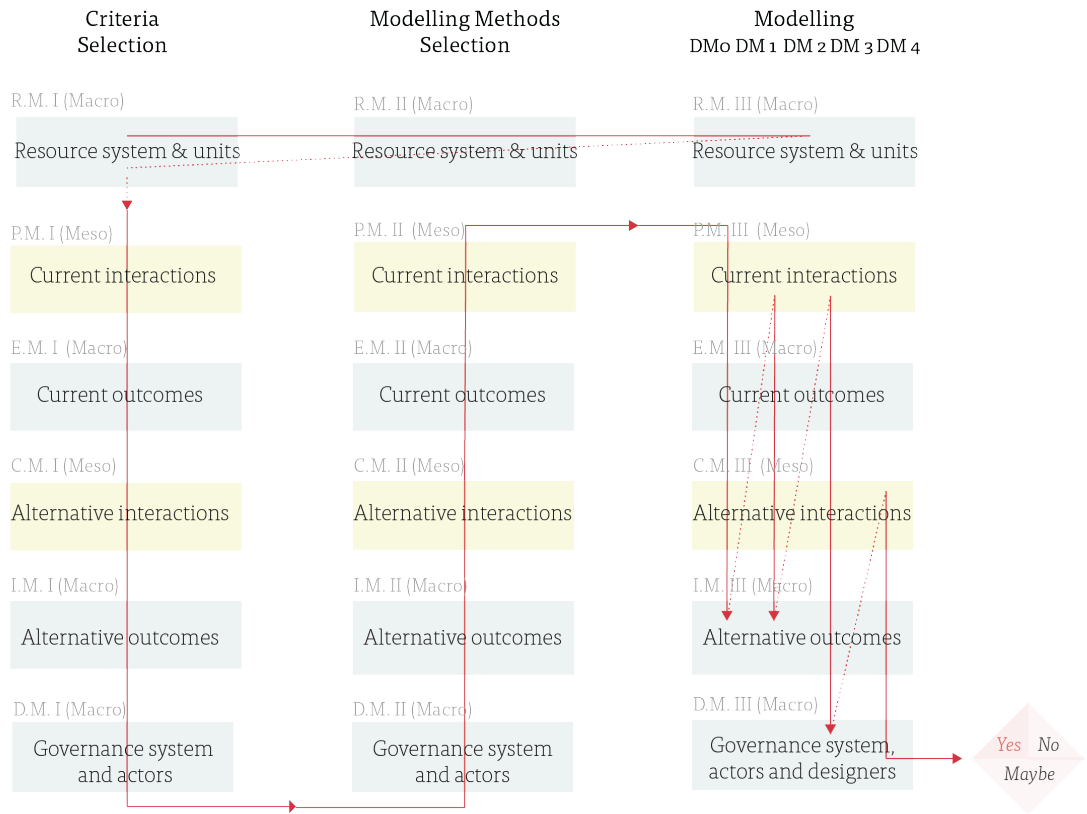 Criteria
Selection
Modelling Methods
Selection
Modelling
DM0 DM 1 DM 2 DM 3 DM 4
R.M. I (Macro)
R.M. II (Macro)
R.M. III (Macro)
Resource system & units
Resource system & units
Resource system & units
P.M. I (Meso)
P.M. II (Meso)
P.M. III (Meso)
Current interactions
Current interactions
Current interactions
E.M. I (Macro)
E.M. II (Macro)
E.M. III (Macro)
Current outcomes
Current outcomes
Current outcomes
C.M. I (Meso)
C.M. II (Meso)
C.M. III (Meso)
Alternative interactions
Alternative interactions
Alternative interactions
I.M. I (Macro)
I.M. II (Macro)
I.M. III (Macro)
Alternative outcomes
Alternative outcomes
Alternative outcomes
D.M. I (Macro)
D.M. II (Macro)
D.M. III (Macro)
Governance system
and actors
Governance system
and actors
Governance system,
actors and designers
Yes No
Maybe